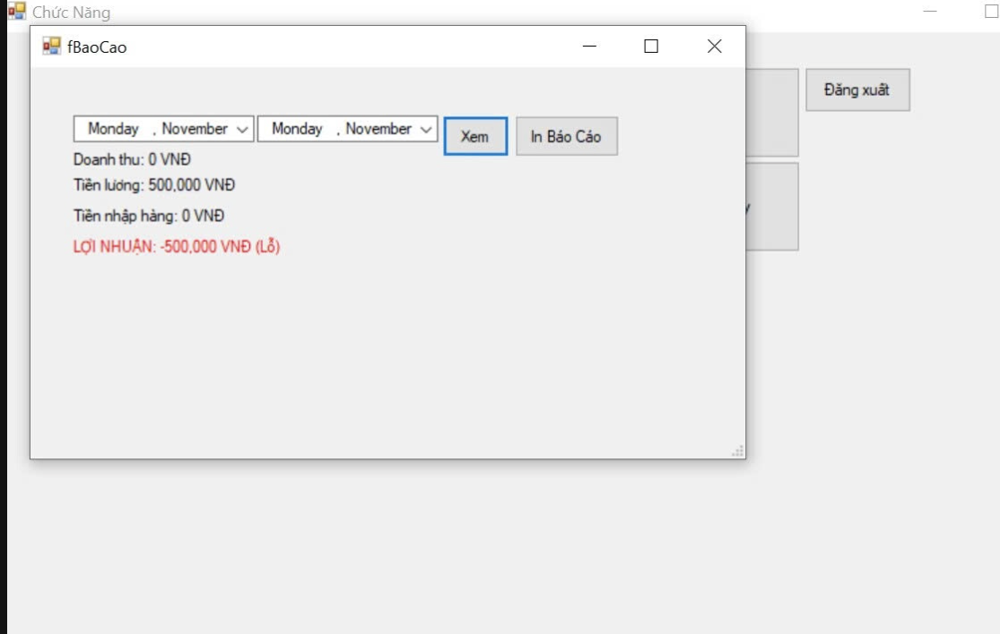 Chức Năng
fBaoCao
Đăng xuất
Monday , November Monday , November Xem In Báo Cáo
Doanh thu: 0 VNĐ
Tiền lương: 500,000 VNĐ
Tiền nhập hàng: 0 VNĐ
LỢI NHUẬN: -500,000 VNĐ (Lỗ)